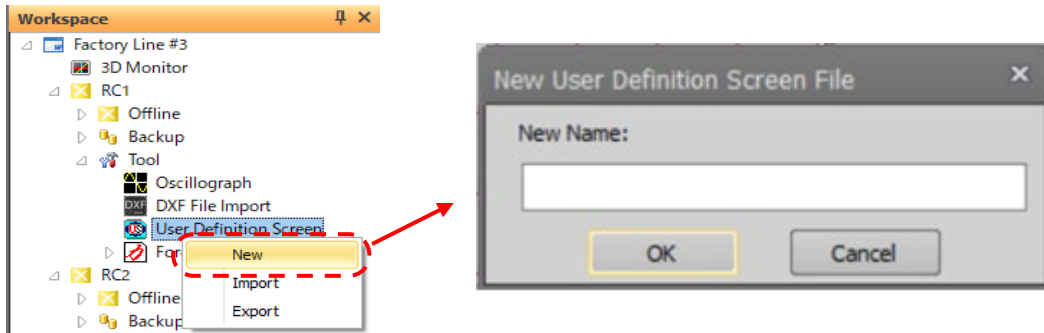 Workspace
Factory Line #3
3D Monitor
RC1
Offline
Backup
Tool
Oscillograph
DXF
DXF File Import
User Definition Screen
For
New
Import
Export
RC2
Offline
Backup
New User Definition Screen File
New Name:
OK
Cancel